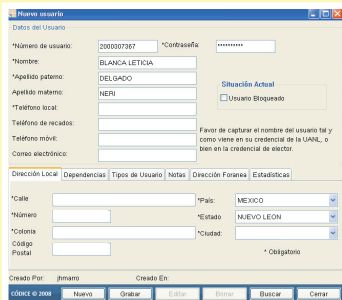 Nuevo usuario
Datos del Usuario
*Número de usuario: 2000307367 *Contraseña: **********
*Nombre: BLANCA LETICIA
*Apellido paterno: DELGADO
Apellido materno: NERI
*Teléfono local:
Teléfono de recados:
Teléfono móvil:
Correo electrónico:
Situación Actual
Usuario Bloqueado
Favor de capturar el nombre del usuario tal y
como viene en su credencial de la UANL, o
bien en la credencial de elector.
Dirección Local Dependencias Tipos de Usuario Notas Dirección Foranea Estadísticas
*Calle *País: MEXICO
*Número *Estado NUEVO LEON
*Colonia *Ciudad:
Código
Postal * Obligatorio
Creado Por: jhmarro Creado En:
CÓDICE © 2008 Nuevo Grabar Editar Borrar Buscar Cerrar